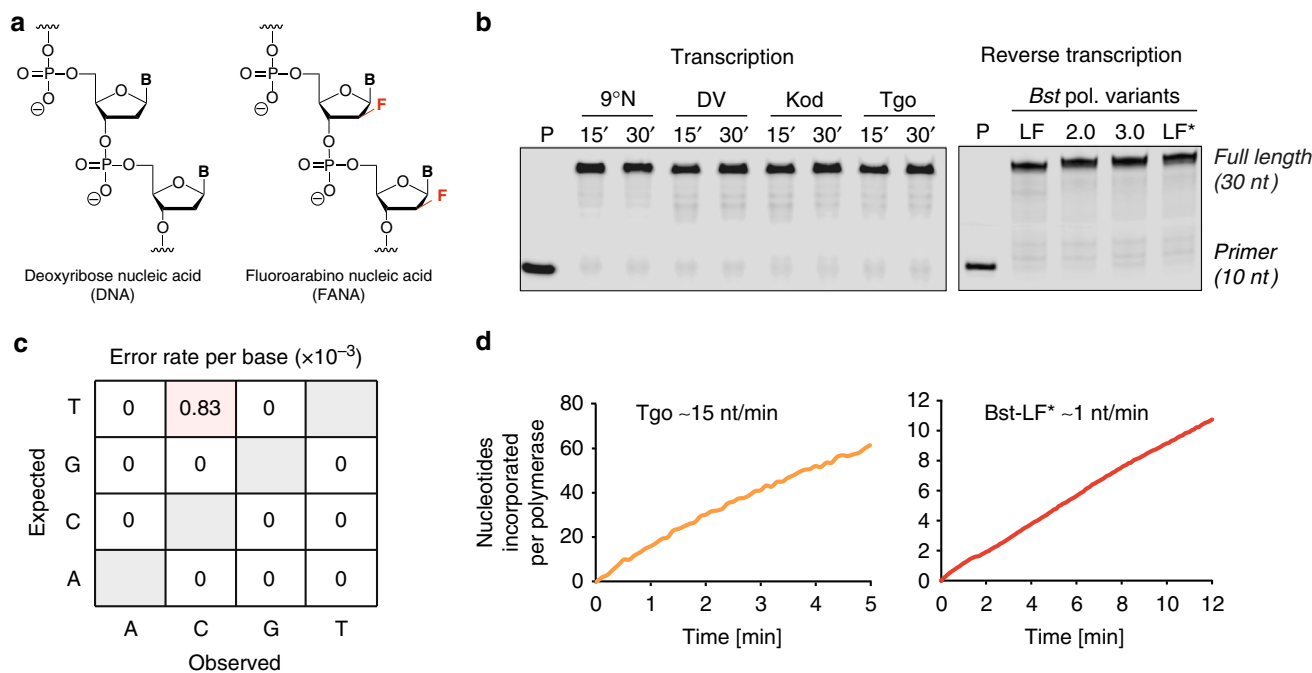 a
O
O=P–O
O
⊖
O
B
O
O=P–O
O
⊖
O
B
O
Deoxyribose nucleic acid
(DNA)
O
O=P–O
O
⊖
O
B
F
O
O=P–O
O
⊖
O
B
F
O
Fluoroarabino nucleic acid
(FANA)
b
Transcription
9°N DV Kod Tgo
P 15′ 30′ 15′ 30′ 15′ 30′ 15′ 30′
Reverse transcription
Bst pol. variants
P LF 2.0 3.0 LF*
Full length
(30 nt)
Primer
(10 nt)
c
Error rate per base (×10⁻³)
Expected
T 0 0.83 0
G 0 0 0
C 0 0 0
A 0 0 0
A C G T
Observed
d
Nucleotides
incorporated
per polymerase
Tgo ~15 nt/min
80
60
40
20
0
0 1 2 3 4 5
Time [min]
Bst-LF* ~1 nt/min
12
10
8
6
4
2
0
0 2 4 6 8 10 12
Time [min]